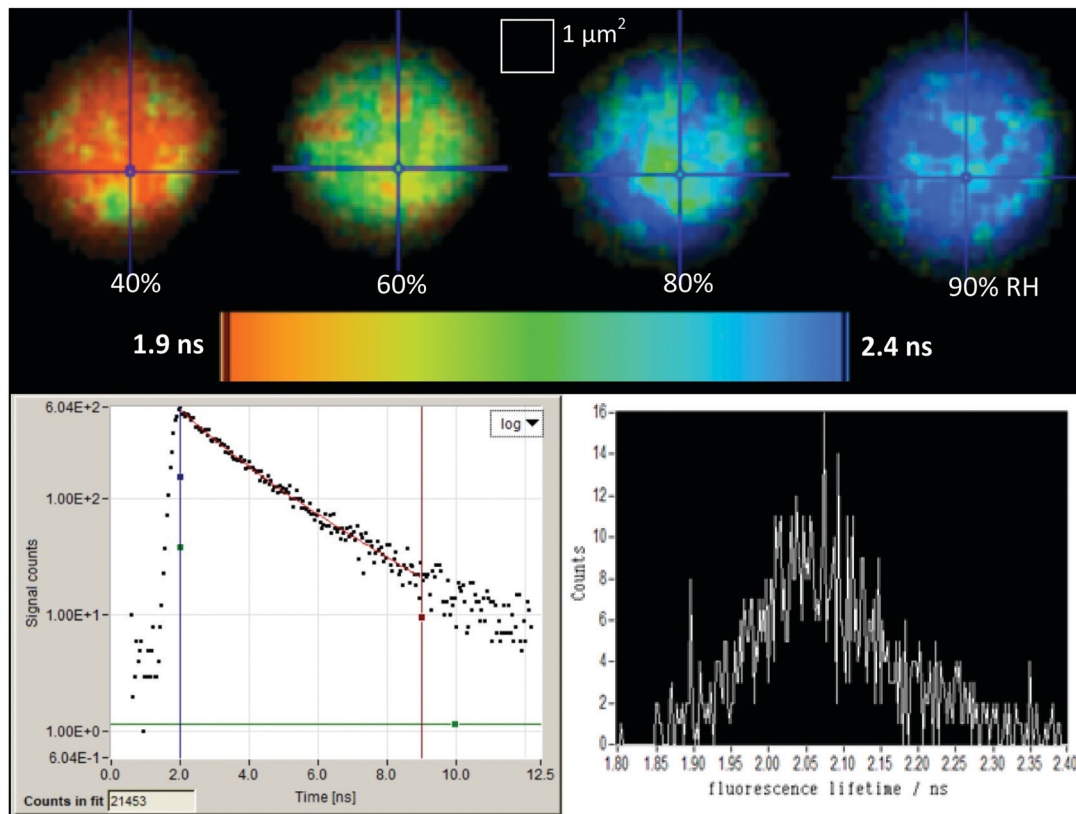 1 μm²
40%
60%
80%
90% RH
1.9 ns
2.4 ns
6.04E+2
log
1.00E+2
1.00E+1
1.00E+0
6.04E-1
Signal counts
0.0 2.0 4.0 6.0 8.0 10.0 12.5
Time [ns]
Counts in fit 21453
16
14
12
10
8
6
4
2
0
Counts
1.80 1.85 1.90 1.95 2.00 2.05 2.10 2.15 2.20 2.25 2.30 2.35 2.40
fluorescence lifetime / ns